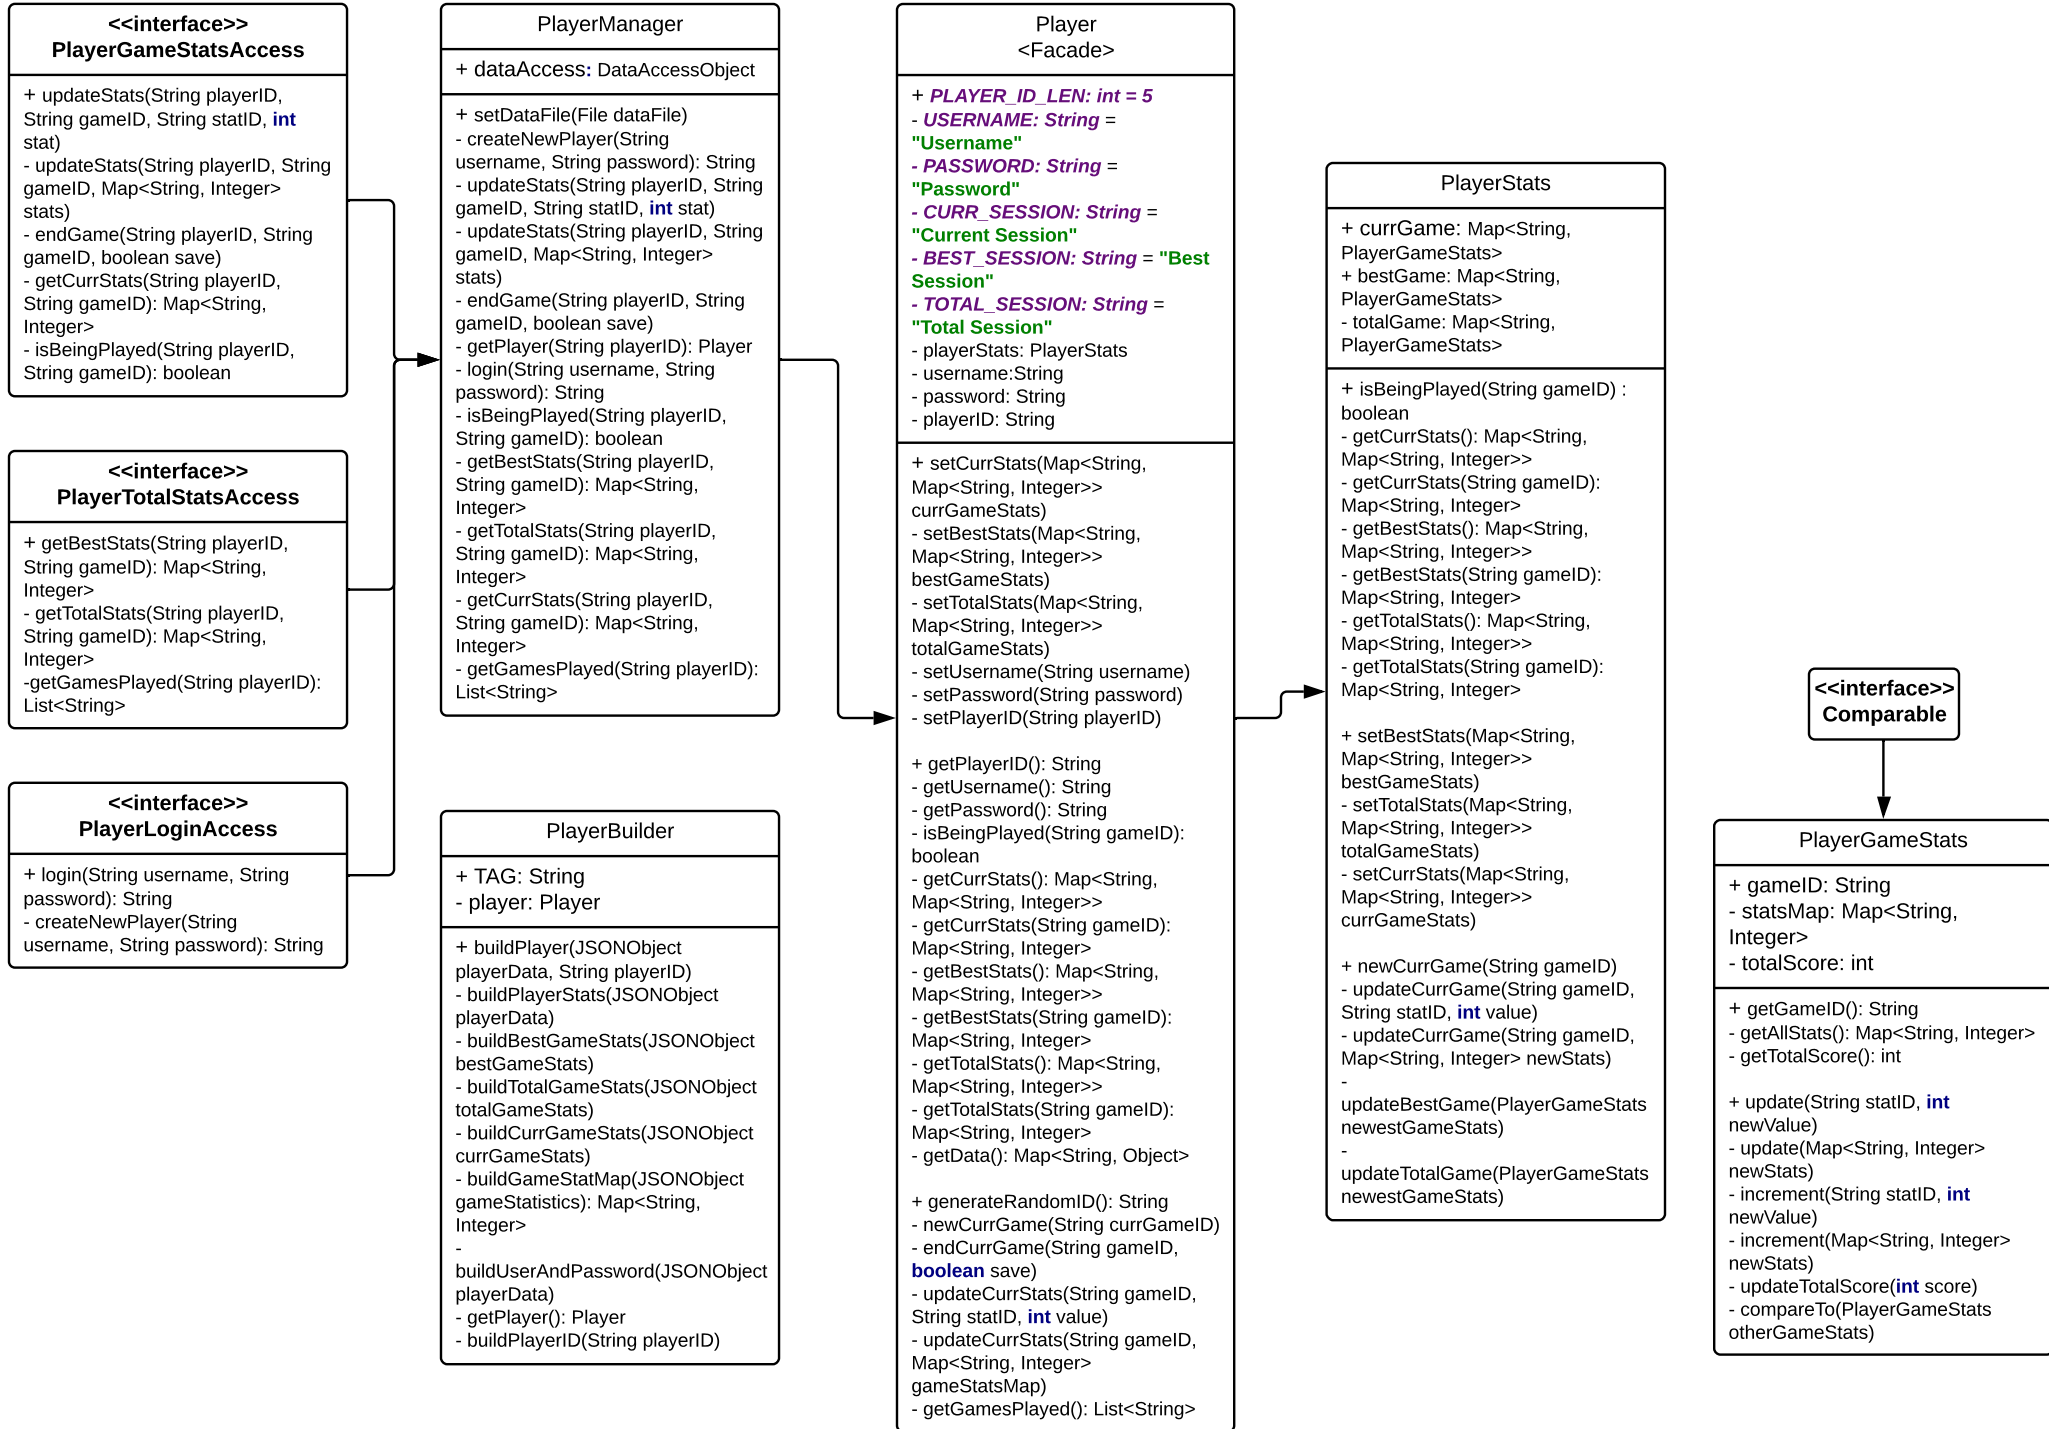 <<interface>>
PlayerGameStatsAccess
+ updateStats(String playerID,
String gameID, String statID, int
stat)
- updateStats(String playerID, String
gameID, Map<String, Integer>
stats)
- endGame(String playerID, String
gameID, boolean save)
- getCurrStats(String playerID,
String gameID): Map<String,
Integer>
- isBeingPlayed(String playerID,
String gameID): boolean
<<interface>>
PlayerTotalStatsAccess
+ getBestStats(String playerID,
String gameID): Map<String,
Integer>
- getTotalStats(String playerID,
String gameID): Map<String,
Integer>
-getGamesPlayed(String playerID):
List<String>
<<interface>>
PlayerLoginAccess
+ login(String username, String
password): String
- createNewPlayer(String
username, String password): String
PlayerManager
+ dataAccess: DataAccessObject
+ setDataFile(File dataFile)
- createNewPlayer(String
username, String password): String
- updateStats(String playerID, String
gameID, String statID, int stat)
- updateStats(String playerID, String
gameID, Map<String, Integer>
stats)
- endGame(String playerID, String
gameID, boolean save)
- getPlayer(String playerID): Player
- login(String username, String
password): String
- isBeingPlayed(String playerID,
String gameID): boolean
- getBestStats(String playerID,
String gameID): Map<String,
Integer>
- getTotalStats(String playerID,
String gameID): Map<String,
Integer>
- getCurrStats(String playerID,
String gameID): Map<String,
Integer>
- getGamesPlayed(String playerID):
List<String>
PlayerBuilder
+ TAG: String
- player: Player
+ buildPlayer(JSONObject
playerData, String playerID)
- buildPlayerStats(JSONObject
playerData)
- buildBestGameStats(JSONObject
bestGameStats)
- buildTotalGameStats(JSONObject
totalGameStats)
- buildCurrGameStats(JSONObject
currGameStats)
- buildGameStatMap(JSONObject
gameStatistics): Map<String,
Integer>
-
buildUserAndPassword(JSONObject
playerData)
- getPlayer(): Player
- buildPlayerID(String playerID)
Player
<Facade>
+ PLAYER_ID_LEN: int = 5
- USERNAME: String =
"Username"
- PASSWORD: String =
"Password"
- CURR_SESSION: String =
"Current Session"
- BEST_SESSION: String = "Best
Session"
- TOTAL_SESSION: String =
"Total Session"
- playerStats: PlayerStats
- username:String
- password: String
- playerID: String
+ setCurrStats(Map<String,
Map<String, Integer>>
currGameStats)
- setBestStats(Map<String,
Map<String, Integer>>
bestGameStats)
- setTotalStats(Map<String,
Map<String, Integer>>
totalGameStats)
- setUsername(String username)
- setPassword(String password)
- setPlayerID(String playerID)
+ getPlayerID(): String
- getUsername(): String
- getPassword(): String
- isBeingPlayed(String gameID):
boolean
- getCurrStats(): Map<String,
Map<String, Integer>>
- getCurrStats(String gameID):
Map<String, Integer>
- getBestStats(): Map<String,
Map<String, Integer>>
- getBestStats(String gameID):
Map<String, Integer>
- getTotalStats(): Map<String,
Map<String, Integer>>
- getTotalStats(String gameID):
Map<String, Integer>
- getData(): Map<String, Object>
+ generateRandomID(): String
- newCurrGame(String currGameID)
- endCurrGame(String gameID,
boolean save)
- updateCurrStats(String gameID,
String statID, int value)
- updateCurrStats(String gameID,
Map<String, Integer>
gameStatsMap)
- getGamesPlayed(): List<String>
PlayerStats
+ currGame: Map<String,
PlayerGameStats>
+ bestGame: Map<String,
PlayerGameStats>
- totalGame: Map<String,
PlayerGameStats>
+ isBeingPlayed(String gameID) :
boolean
- getCurrStats(): Map<String,
Map<String, Integer>>
- getCurrStats(String gameID):
Map<String, Integer>
- getBestStats(): Map<String,
Map<String, Integer>>
- getBestStats(String gameID):
Map<String, Integer>
- getTotalStats(): Map<String,
Map<String, Integer>>
- getTotalStats(String gameID):
Map<String, Integer>
+ setBestStats(Map<String,
Map<String, Integer>>
bestGameStats)
- setTotalStats(Map<String,
Map<String, Integer>>
totalGameStats)
- setCurrStats(Map<String,
Map<String, Integer>>
currGameStats)
+ newCurrGame(String gameID)
- updateCurrGame(String gameID,
String statID, int value)
- updateCurrGame(String gameID,
Map<String, Integer> newStats)
-
updateBestGame(PlayerGameStats
newestGameStats)
-
updateTotalGame(PlayerGameStats
newestGameStats)
<<interface>>
Comparable
PlayerGameStats
+ gameID: String
- statsMap: Map<String,
Integer>
- totalScore: int
+ getGameID(): String
- getAllStats(): Map<String, Integer>
- getTotalScore(): int
+ update(String statID, int
newValue)
- update(Map<String, Integer>
newStats)
- increment(String statID, int
newValue)
- increment(Map<String, Integer>
newStats)
- updateTotalScore(int score)
- compareTo(PlayerGameStats
otherGameStats)